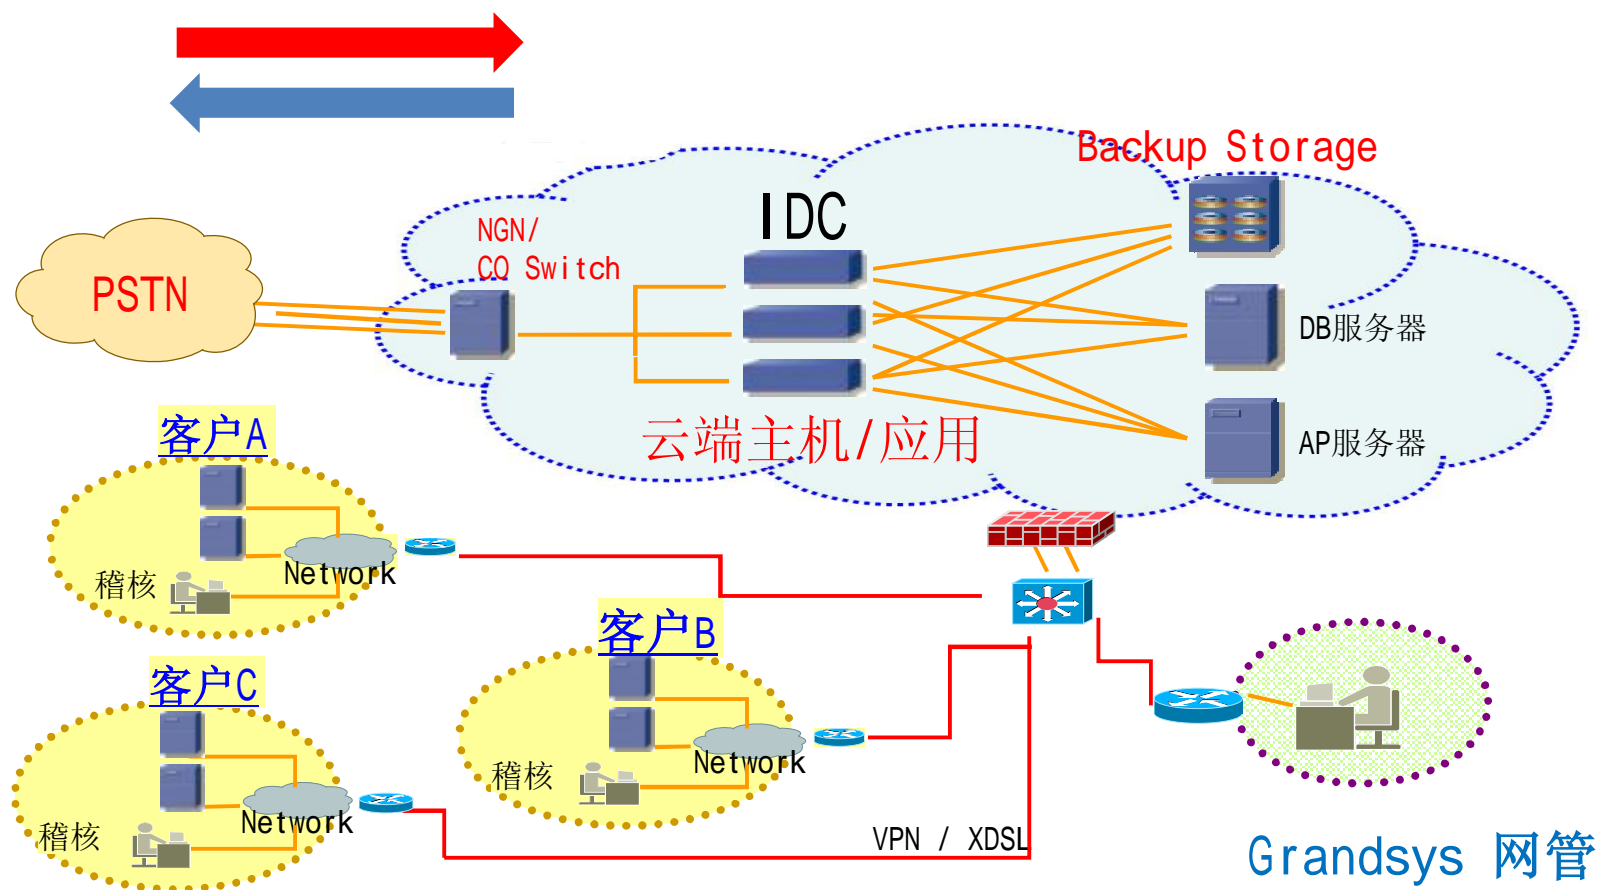 Backup Storage
IDC
NGN/
CO Switch
PSTN
DB服务器
云端主机/应用
AP服务器
客户A
Network
稽核
客户B
Network
稽核
客户C
Network
稽核
VPN / XDSL
Grandsys 网管